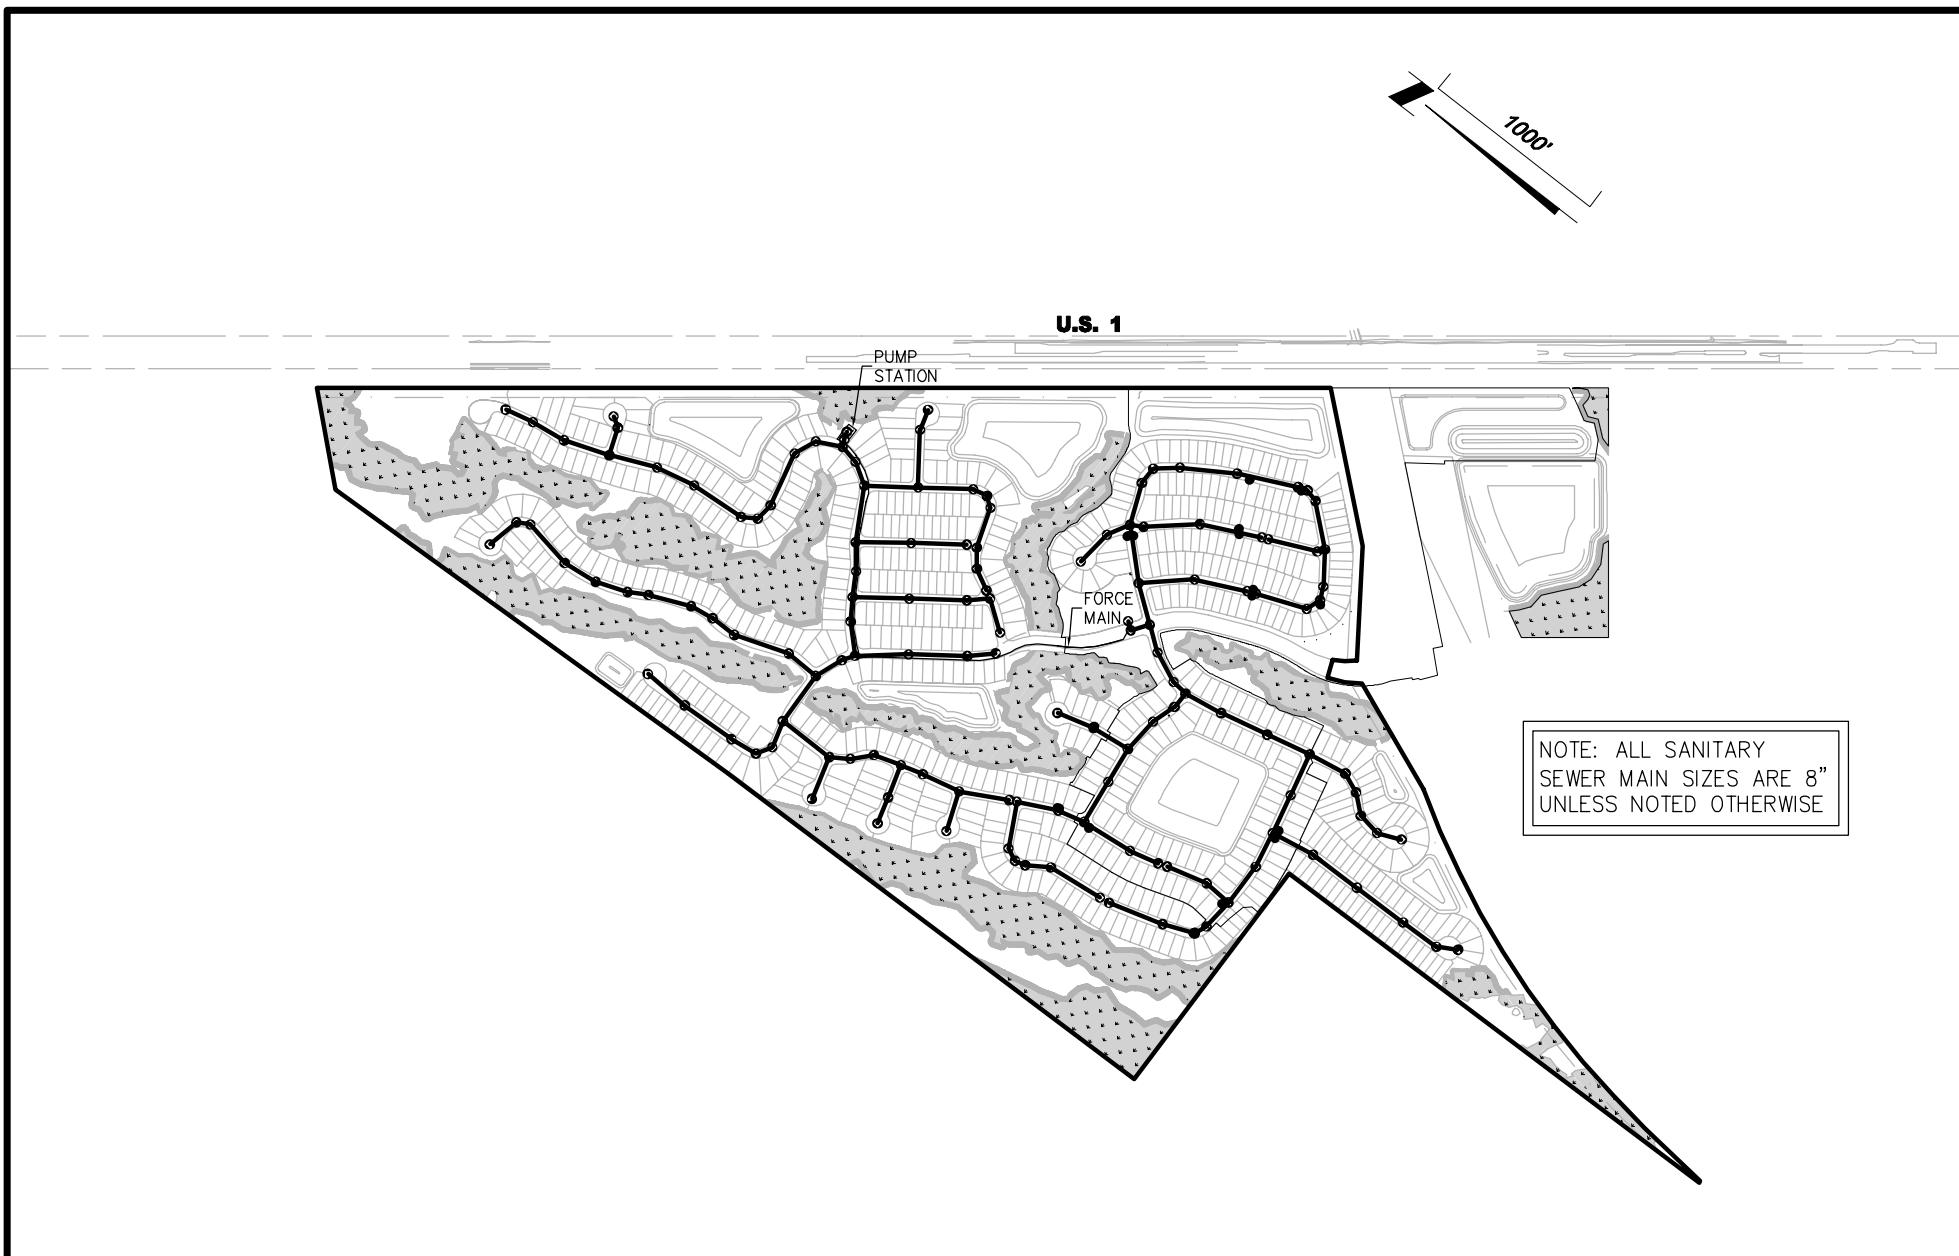 1000'
U.S. 1
PUMP
STATION
FORCE
MAIN
NOTE: ALL SANITARY
SEWER MAIN SIZES ARE 8"
UNLESS NOTED OTHERWISE